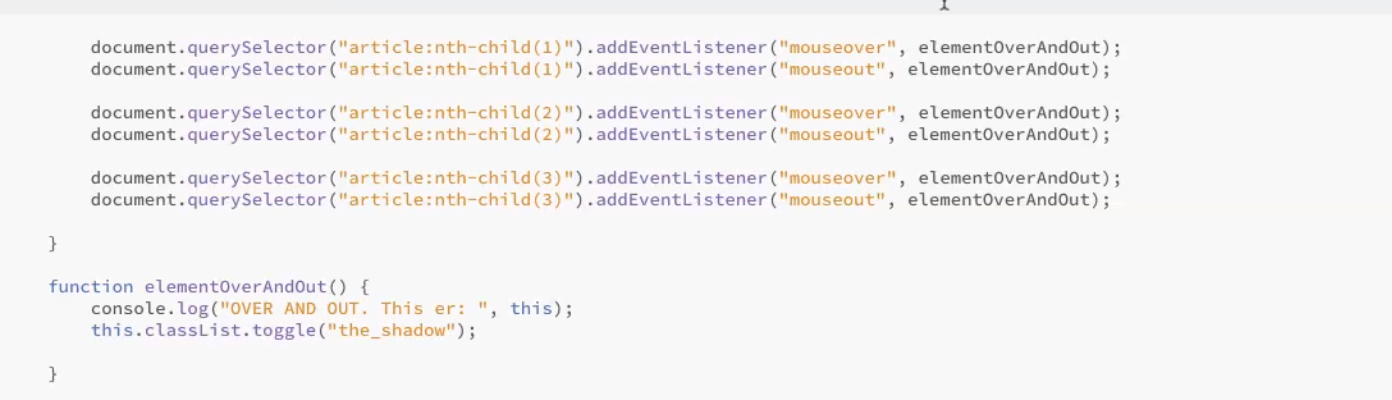 document.querySelector("article:nth-child(1)").addEventListener("mouseover", elementOverAndOut);
document.querySelector("article:nth-child(1)").addEventListener("mouseout", elementOverAndOut);
document.querySelector("article:nth-child(2)").addEventListener("mouseover", elementOverAndOut);
document.querySelector("article:nth-child(2)").addEventListener("mouseout", elementOverAndOut);
document.querySelector("article:nth-child(3)").addEventListener("mouseover", elementOverAndOut);
document.querySelector("article:nth-child(3)").addEventListener("mouseout", elementOverAndOut);
}
function elementOverAndOut() {
console.log("OVER AND OUT. This er: ", this);
this.classList.toggle("the_shadow");
}